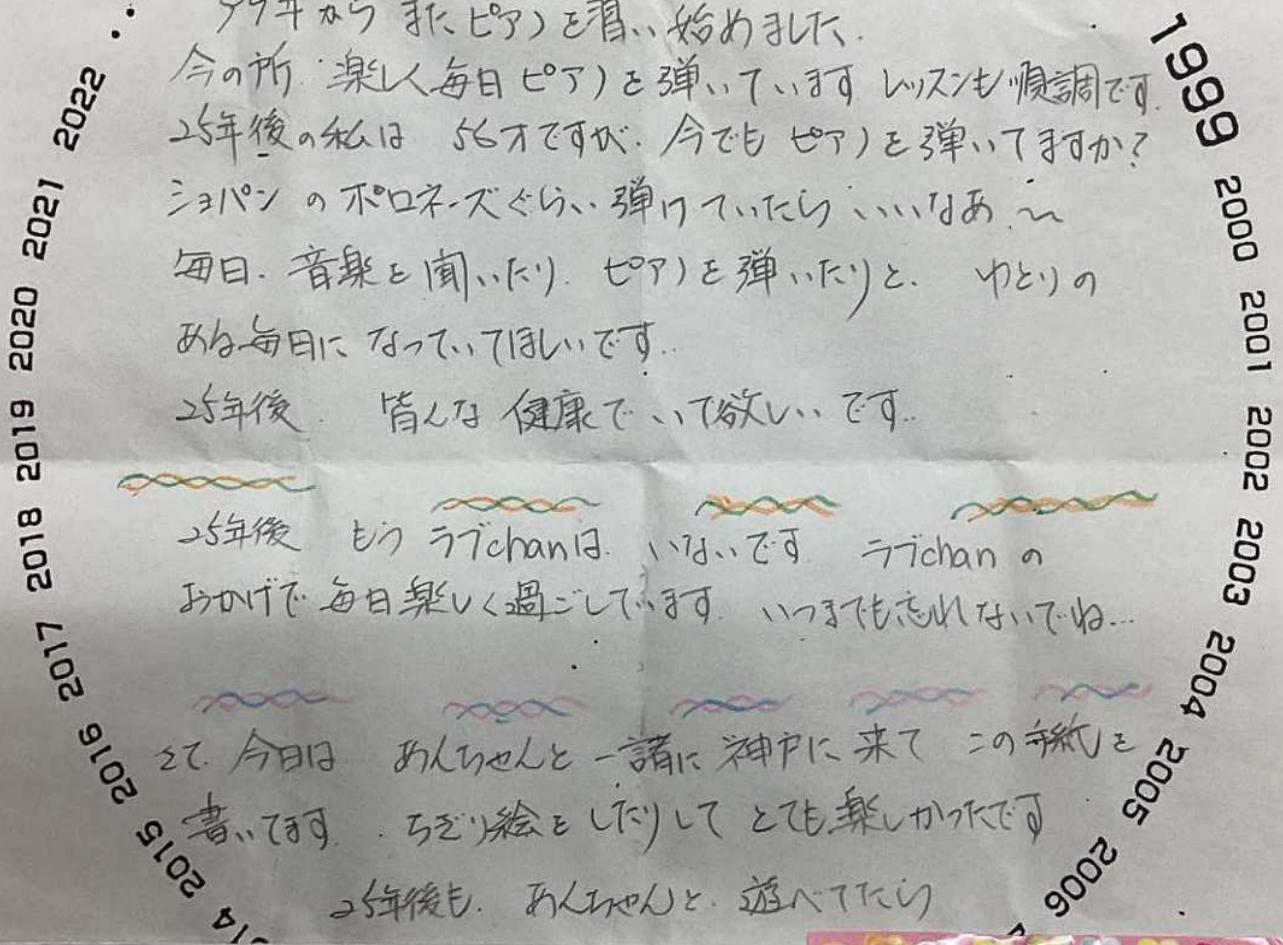 からまたピアノを習い始めました.
今の所 楽しく毎日ピアノを弾いています レッスンも順調です.
25年後の私は 56才ですが. 今でも ピアノを弾いてますか?
ショパン の ポロネーズぐらい 弾けていたら いいなあ〜
毎日. 音楽を聞いたり. ピアノを弾いたりと. ゆとりの
ある毎日に なっていてほしいです..
25年後. 皆んな 健康で いて欲しい です..
25年後 もう ラブchanは. いないです ラブchan の
おかげで 毎日楽しく過ごしています. いつまでも忘れないでね...
さて. 今日は あんちゃんと 一諸に 神戸に 来て この手紙を
書いてます. ちぎり絵を したりして とても楽しかったです
25年後も. あんちゃんと. 遊べてたら
1999
2000
2001
2002
2003
2004
2005
2006
2015
2016
2017
2018
2019
2020
2021
2022